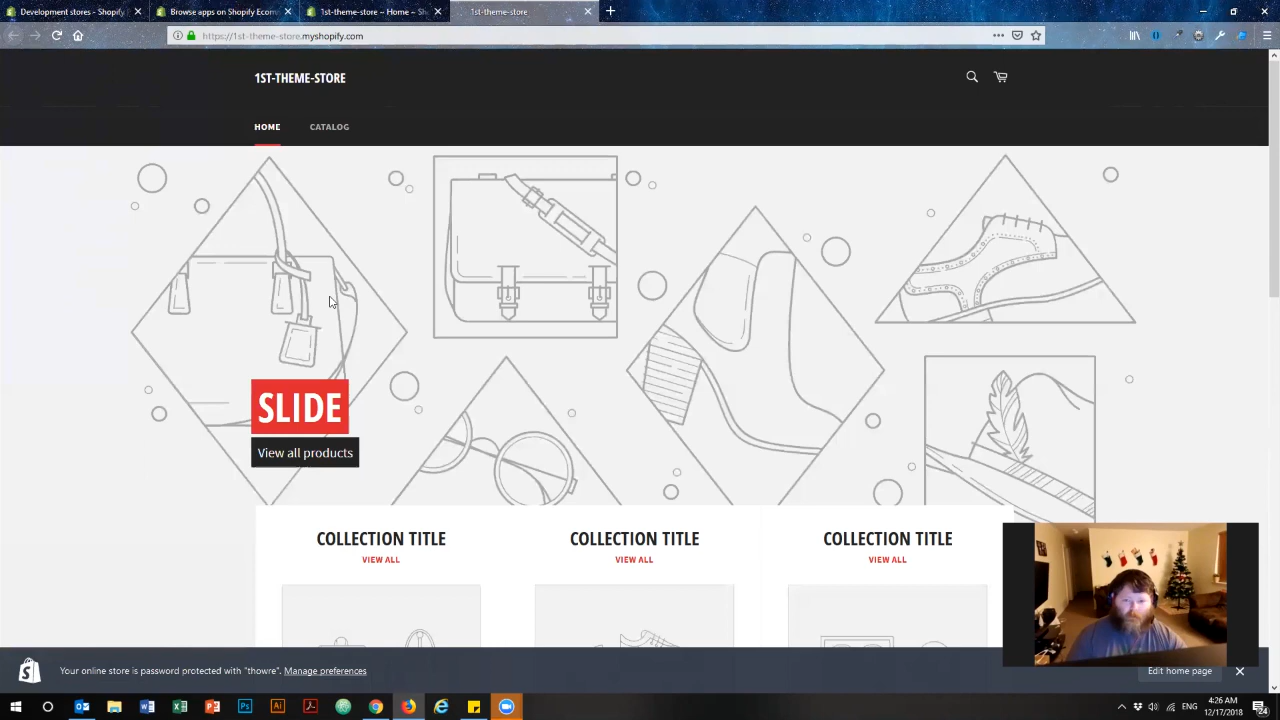 Development stores - Shopify
Browse apps on Shopify Econ
1st-theme-store ~ Home ~ Sh
1st-theme-store
https://1st-theme-store.myshopify.com
1ST-THEME-STORE
HOME
CATALOG
SLIDE
View all products
COLLECTION TITLE
VIEW ALL
COLLECTION TITLE
VIEW ALL
COLLECTION TITLE
VIEW ALL
Your online store is password protected with "thowre". Manage preferences
Edit home page
ENG
4:26 AM
12/17/2018
24